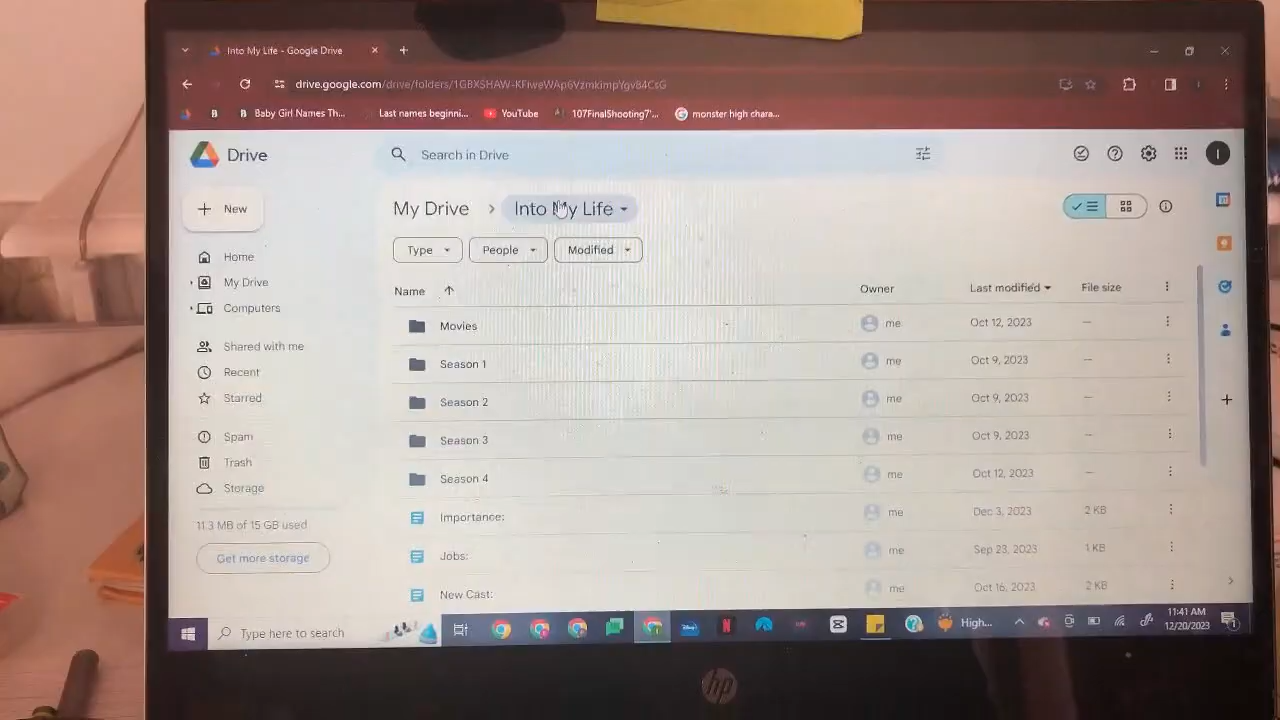 Into My Life - Google Drive
drive.google.com/drive/folders/1GBXSHAW-KFiweWAp6VzmkimpYgv84CsG
B
B Baby Girl Names Th...
Last names beginni...
YouTube
107FinalShooting7'...
monster high chara...
Drive
Search in Drive
I
New
My Drive
Into My Life
Type
People
Modified
Home
My Drive
Computers
Shared with me
Recent
Starred
Spam
Trash
Storage
11.3 MB of 15 GB used
Get more storage
Name
Owner
Last modified
File size
Movies me Oct 12, 2023 —
Season 1 me Oct 9, 2023 —
Season 2 me Oct 9, 2023 —
Season 3 me Oct 9, 2023 —
Season 4 me Oct 12, 2023 —
Importance: me Dec 3, 2023 2 KB
Jobs: me Sep 23, 2023 1 KB
New Cast: me Oct 16, 2023 2 KB
Type here to search
High...
11:41 AM
12/20/2023
hp